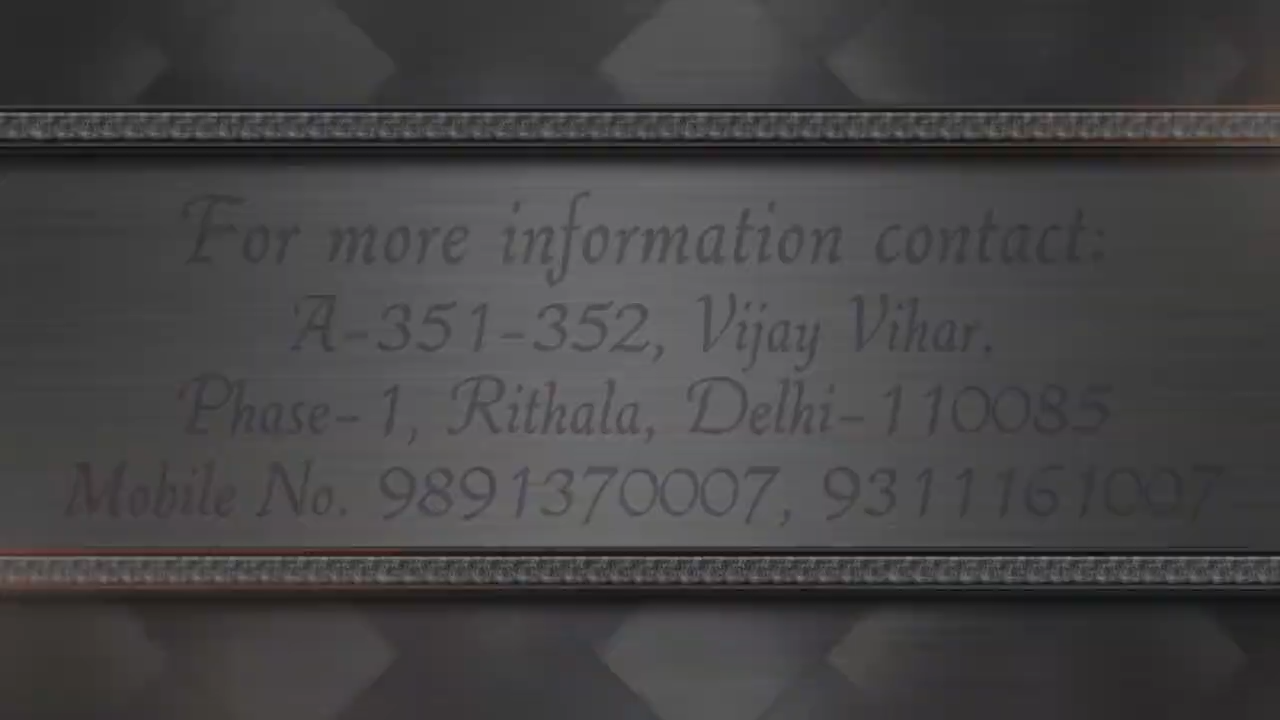 For more information contact:
A-351-352, Vijay Vihar.
Phase-1, Rithala, Delhi-110085
Mobile No. 9891370007, 9311161007